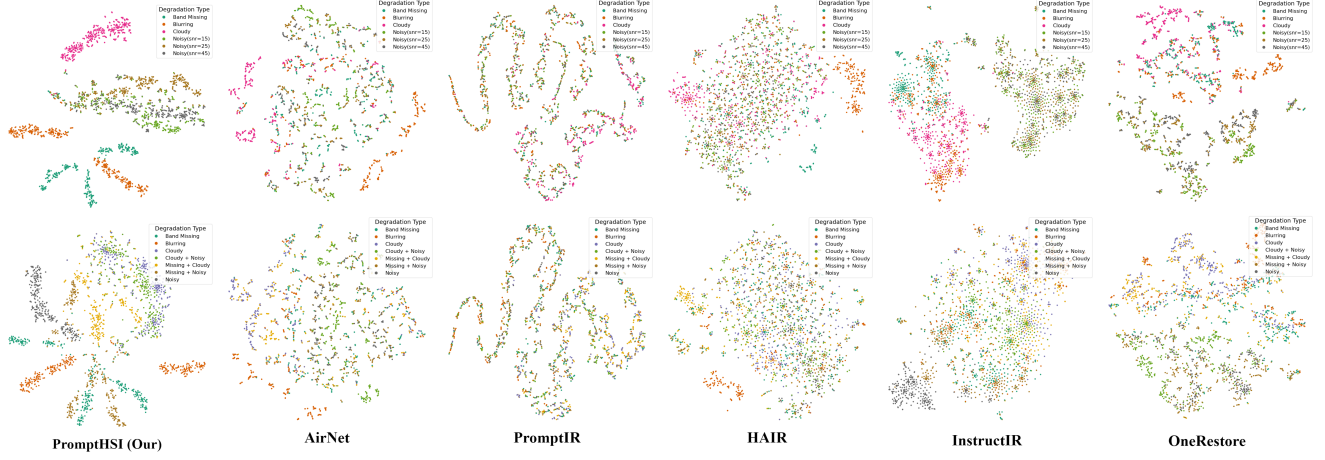 Degradation Type
Band Missing
Blurring
Cloudy
Noisy(snr=15)
Noisy(snr=25)
Noisy(snr=45)
Degradation Type
Band Missing
Blurring
Cloudy
Noisy(snr=15)
Noisy(snr=25)
Noisy(snr=45)
Degradation Type
Band Missing
Blurring
Cloudy
Noisy(snr=15)
Noisy(snr=25)
Noisy(snr=45)
Degradation Type
Band Missing
Blurring
Cloudy
Noisy(snr=15)
Noisy(snr=25)
Noisy(snr=45)
Degradation Type
Band Missing
Blurring
Cloudy
Noisy(snr=15)
Noisy(snr=25)
Noisy(snr=45)
Degradation Type
Band Missing
Blurring
Cloudy
Noisy(snr=15)
Noisy(snr=25)
Noisy(snr=45)
Degradation Type
Band Missing
Blurring
Cloudy
Cloudy + Noisy
Missing + Cloudy
Missing + Noisy
Noisy
Degradation Type
Band Missing
Blurring
Cloudy
Cloudy + Noisy
Missing + Cloudy
Missing + Noisy
Noisy
Degradation Type
Band Missing
Blurring
Cloudy
Cloudy + Noisy
Missing + Cloudy
Missing + Noisy
Noisy
Degradation Type
Band Missing
Blurring
Cloudy
Cloudy + Noisy
Missing + Cloudy
Missing + Noisy
Noisy
Degradation Type
Band Missing
Blurring
Cloudy
Cloudy + Noisy
Missing + Cloudy
Missing + Noisy
Noisy
Degradation Type
Band Missing
Blurring
Cloudy
Cloudy + Noisy
Missing + Cloudy
Missing + Noisy
Noisy
PromptHSI (Our)
AirNet
PromptIR
HAIR
InstructIR
OneRestore